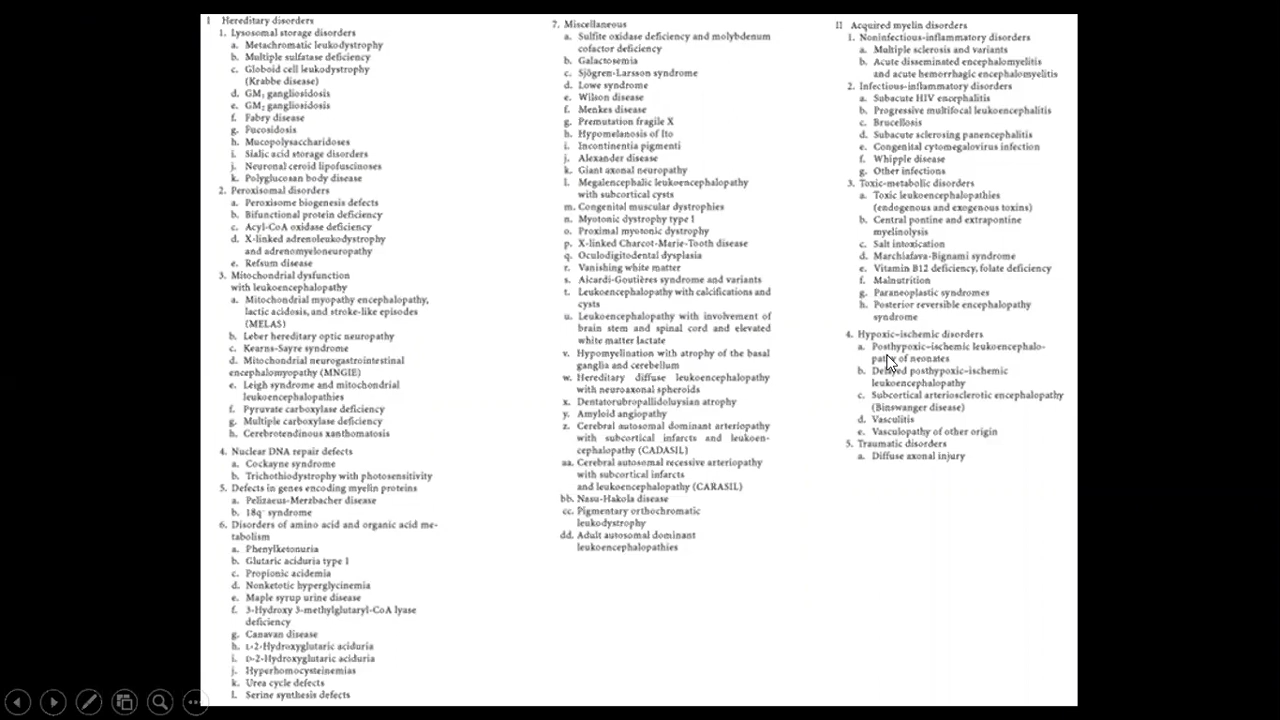 I Hereditary disorders
1. Lysosomal storage disorders
a. Metachromatic leukodystrophy
b. Multiple sulfatase deficiency
c. Globoid cell leukodystrophy
(Krabbe disease)
d. GM₁ gangliosidosis
e. GM₂ gangliosidosis
f. Fabry disease
g. Fucosidosis
h. Mucopolysaccharidoses
i. Sialic acid storage disorders
j. Neuronal ceroid lipofuscinoses
k. Polyglucosan body disease
2. Peroxisomal disorders
a. Peroxisome biogenesis defects
b. Bifunctional protein deficiency
c. Acyl-CoA oxidase deficiency
d. X-linked adrenoleukodystrophy
and adrenomyeloneuropathy
e. Refsum disease
3. Mitochondrial dysfunction
with leukoencephalopathy
a. Mitochondrial myopathy encephalopathy,
lactic acidosis, and stroke-like episodes
(MELAS)
b. Leber hereditary optic neuropathy
c. Kearns-Sayre syndrome
d. Mitochondrial neurogastrointestinal
encephalomyopathy (MNGIE)
e. Leigh syndrome and mitochondrial
leukoencephalopathies
f. Pyruvate carboxylase deficiency
g. Multiple carboxylase deficiency
h. Cerebrotendinous xanthomatosis
4. Nuclear DNA repair defects
a. Cockayne syndrome
b. Trichothiodystrophy with photosensitivity
5. Defects in genes encoding myelin proteins
a. Pelizaeus-Merzbacher disease
b. 18q⁻ syndrome
6. Disorders of amino acid and organic acid me-
tabolism
a. Phenylketonuria
b. Glutaric aciduria type 1
c. Propionic acidemia
d. Nonketotic hyperglycinemia
e. Maple syrup urine disease
f. 3-Hydroxy 3-methylglutaryl-CoA lyase
deficiency
g. Canavan disease
h. L-2-Hydroxyglutaric aciduria
i. D-2-Hydroxyglutaric aciduria
j. Hyperhomocysteinemias
k. Urea cycle defects
l. Serine synthesis defects
7. Miscellaneous
a. Sulfite oxidase deficiency and molybdenum
cofactor deficiency
b. Galactosemia
c. Sjögren-Larsson syndrome
d. Lowe syndrome
e. Wilson disease
f. Menkes disease
g. Premutation fragile X
h. Hypomelanosis of Ito
i. Incontinentia pigmenti
j. Alexander disease
k. Giant axonal neuropathy
l. Megalencephalic leukoencephalopathy
with subcortical cysts
m. Congenital muscular dystrophies
n. Myotonic dystrophy type 1
o. Proximal myotonic dystrophy
p. X-linked Charcot-Marie-Tooth disease
q. Oculodigitodental dysplasia
r. Vanishing white matter
s. Aicardi-Goutières syndrome and variants
t. Leukoencephalopathy with calcifications and
cysts
u. Leukoencephalopathy with involvement of
brain stem and spinal cord and elevated
white matter lactate
v. Hypomyelination with atrophy of the basal
ganglia and cerebellum
w. Hereditary diffuse leukoencephalopathy
with neuroaxonal spheroids
x. Dentatorubropallidoluysian atrophy
y. Amyloid angiopathy
z. Cerebral autosomal dominant arteriopathy
with subcortical infarcts and leukoen-
cephalopathy (CADASIL)
aa. Cerebral autosomal recessive arteriopathy
with subcortical infarcts
and leukoencephalopathy (CARASIL)
bb. Nasu-Hakola disease
cc. Pigmentary orthochromatic
leukodystrophy
dd. Adult autosomal dominant
leukoencephalopathies
II Acquired myelin disorders
1. Noninfectious-inflammatory disorders
a. Multiple sclerosis and variants
b. Acute disseminated encephalomyelitis
and acute hemorrhagic encephalomyelitis
2. Infectious-inflammatory disorders
a. Subacute HIV encephalitis
b. Progressive multifocal leukoencephalitis
c. Brucellosis
d. Subacute sclerosing panencephalitis
e. Congenital cytomegalovirus infection
f. Whipple disease
g. Other infections
3. Toxic-metabolic disorders
a. Toxic leukoencephalopathies
(endogenous and exogenous toxins)
b. Central pontine and extrapontine
myelinolysis
c. Salt intoxication
d. Marchiafava-Bignami syndrome
e. Vitamin B12 deficiency, folate deficiency
f. Malnutrition
g. Paraneoplastic syndromes
h. Posterior reversible encephalopathy
syndrome
4. Hypoxic–ischemic disorders
a. Posthypoxic–ischemic leukoencephalo-
pathy of neonates
b. Delayed posthypoxic–ischemic
leukoencephalopathy
c. Subcortical arteriosclerotic encephalopathy
(Binswanger disease)
d. Vasculitis
e. Vasculopathy of other origin
5. Traumatic disorders
a. Diffuse axonal injury